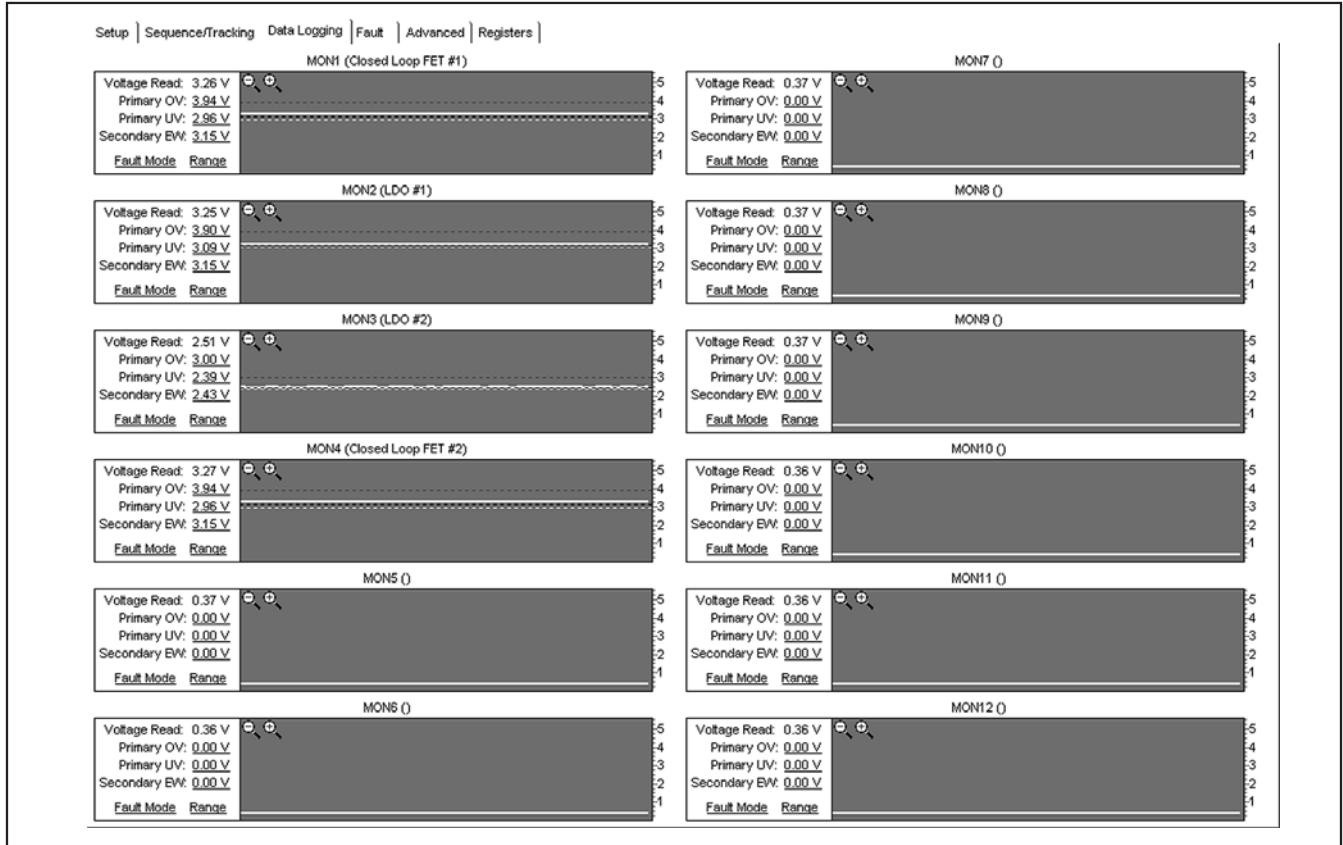 Setup Sequence/Tracking Data Logging Fault Advanced Registers
MON1 (Closed Loop FET #1)
Voltage Read: 3.26 V
Primary OV: 3.94 V
Primary UV: 2.96 V
Secondary EW: 3.15 V
Fault Mode Range
5
4
3
2
1
MON2 (LDO #1)
Voltage Read: 3.25 V
Primary OV: 3.90 V
Primary UV: 3.09 V
Secondary EW: 3.15 V
Fault Mode Range
5
4
3
2
1
MON3 (LDO #2)
Voltage Read: 2.51 V
Primary OV: 3.00 V
Primary UV: 2.39 V
Secondary EW: 2.43 V
Fault Mode Range
5
4
3
2
1
MON4 (Closed Loop FET #2)
Voltage Read: 3.27 V
Primary OV: 3.94 V
Primary UV: 2.96 V
Secondary EW: 3.15 V
Fault Mode Range
5
4
3
2
1
MON5 ()
Voltage Read: 0.37 V
Primary OV: 0.00 V
Primary UV: 0.00 V
Secondary EW: 0.00 V
Fault Mode Range
5
4
3
2
1
MON6 ()
Voltage Read: 0.36 V
Primary OV: 0.00 V
Primary UV: 0.00 V
Secondary EW: 0.00 V
Fault Mode Range
5
4
3
2
1
MON7 ()
Voltage Read: 0.37 V
Primary OV: 0.00 V
Primary UV: 0.00 V
Secondary EW: 0.00 V
Fault Mode Range
5
4
3
2
1
MON8 ()
Voltage Read: 0.37 V
Primary OV: 0.00 V
Primary UV: 0.00 V
Secondary EW: 0.00 V
Fault Mode Range
5
4
3
2
1
MON9 ()
Voltage Read: 0.37 V
Primary OV: 0.00 V
Primary UV: 0.00 V
Secondary EW: 0.00 V
Fault Mode Range
5
4
3
2
1
MON10 ()
Voltage Read: 0.36 V
Primary OV: 0.00 V
Primary UV: 0.00 V
Secondary EW: 0.00 V
Fault Mode Range
5
4
3
2
1
MON11 ()
Voltage Read: 0.36 V
Primary OV: 0.00 V
Primary UV: 0.00 V
Secondary EW: 0.00 V
Fault Mode Range
5
4
3
2
1
MON12 ()
Voltage Read: 0.36 V
Primary OV: 0.00 V
Primary UV: 0.00 V
Secondary EW: 0.00 V
Fault Mode Range
5
4
3
2
1